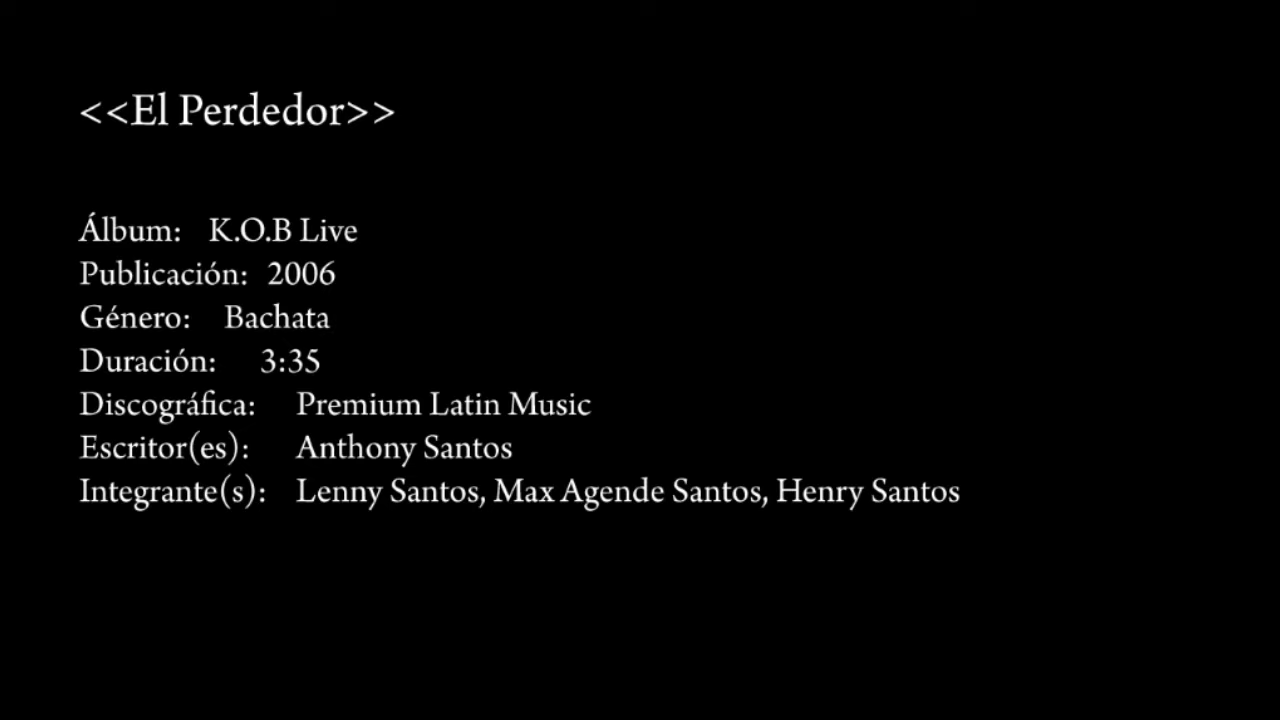 <<El Perdedor>>
Álbum: K.O.B Live
Publicación: 2006
Género: Bachata
Duración: 3:35
Discográfica: Premium Latin Music
Escritor(es): Anthony Santos
Integrante(s): Lenny Santos, Max Agende Santos, Henry Santos